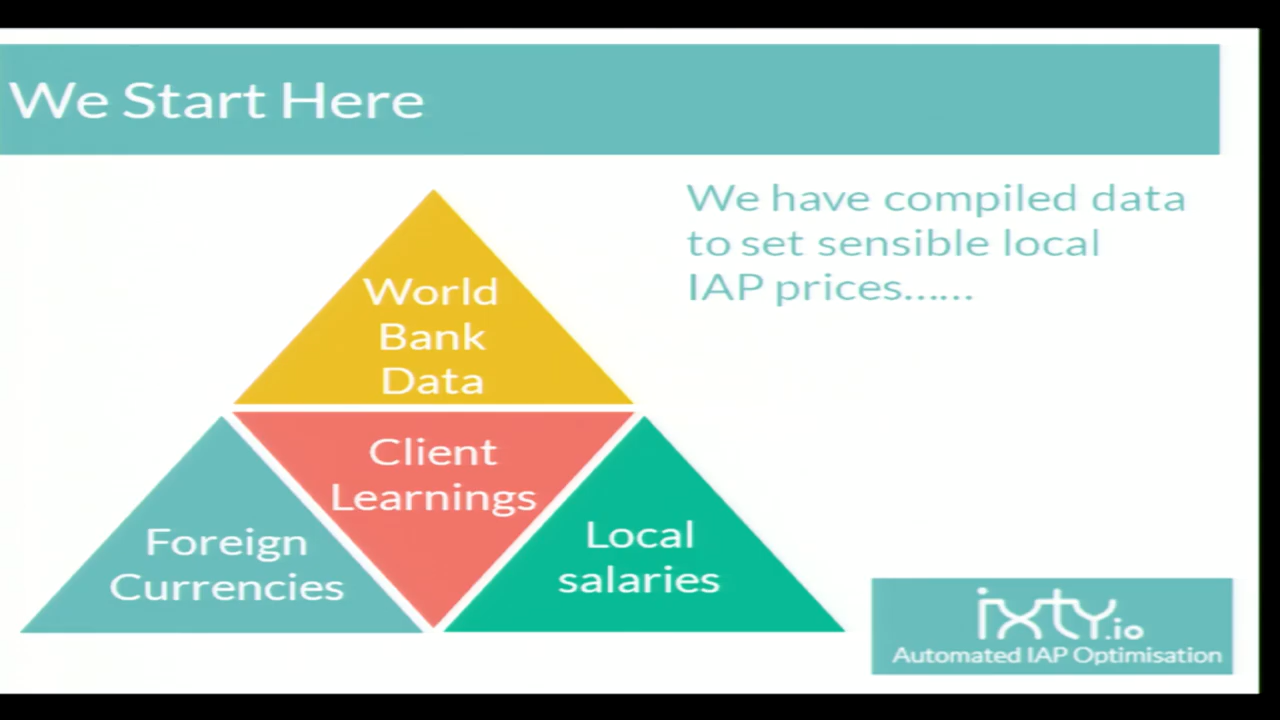 We Start Here
We have compiled data
to set sensible local
IAP prices......
World
Bank
Data
Client
Learnings
Foreign
Currencies
Local
salaries
ixty.io
Automated IAP Optimisation